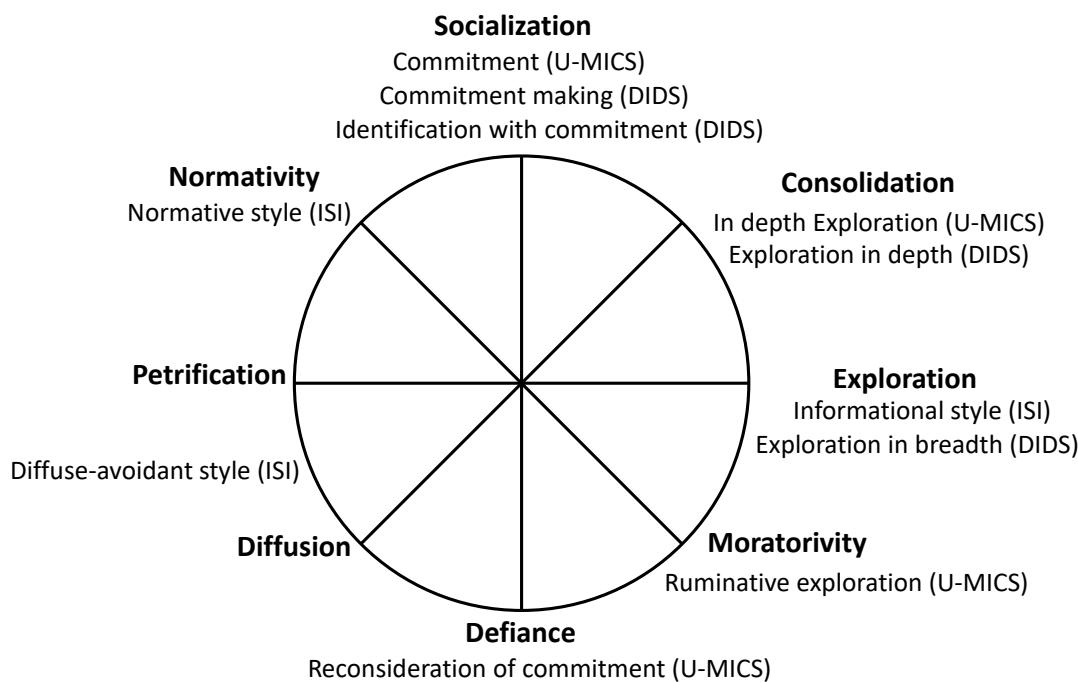 Socialization
Commitment (U-MICS)
Commitment making (DIDS)
Identification with commitment (DIDS)
Normativity
Normative style (ISI)
Consolidation
In depth Exploration (U-MICS)
Exploration in depth (DIDS)
Petrification
Exploration
Informational style (ISI)
Exploration in breadth (DIDS)
Diffuse-avoidant style (ISI)
Diffusion
Moratorivity
Ruminative exploration (U-MICS)
Defiance
Reconsideration of commitment (U-MICS)